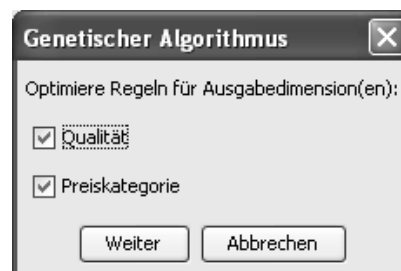 Genetischer Algorithmus
Optimiere Regeln für Ausgabedimension(en):
Qualität
Preiskategorie
Weiter Abbrechen